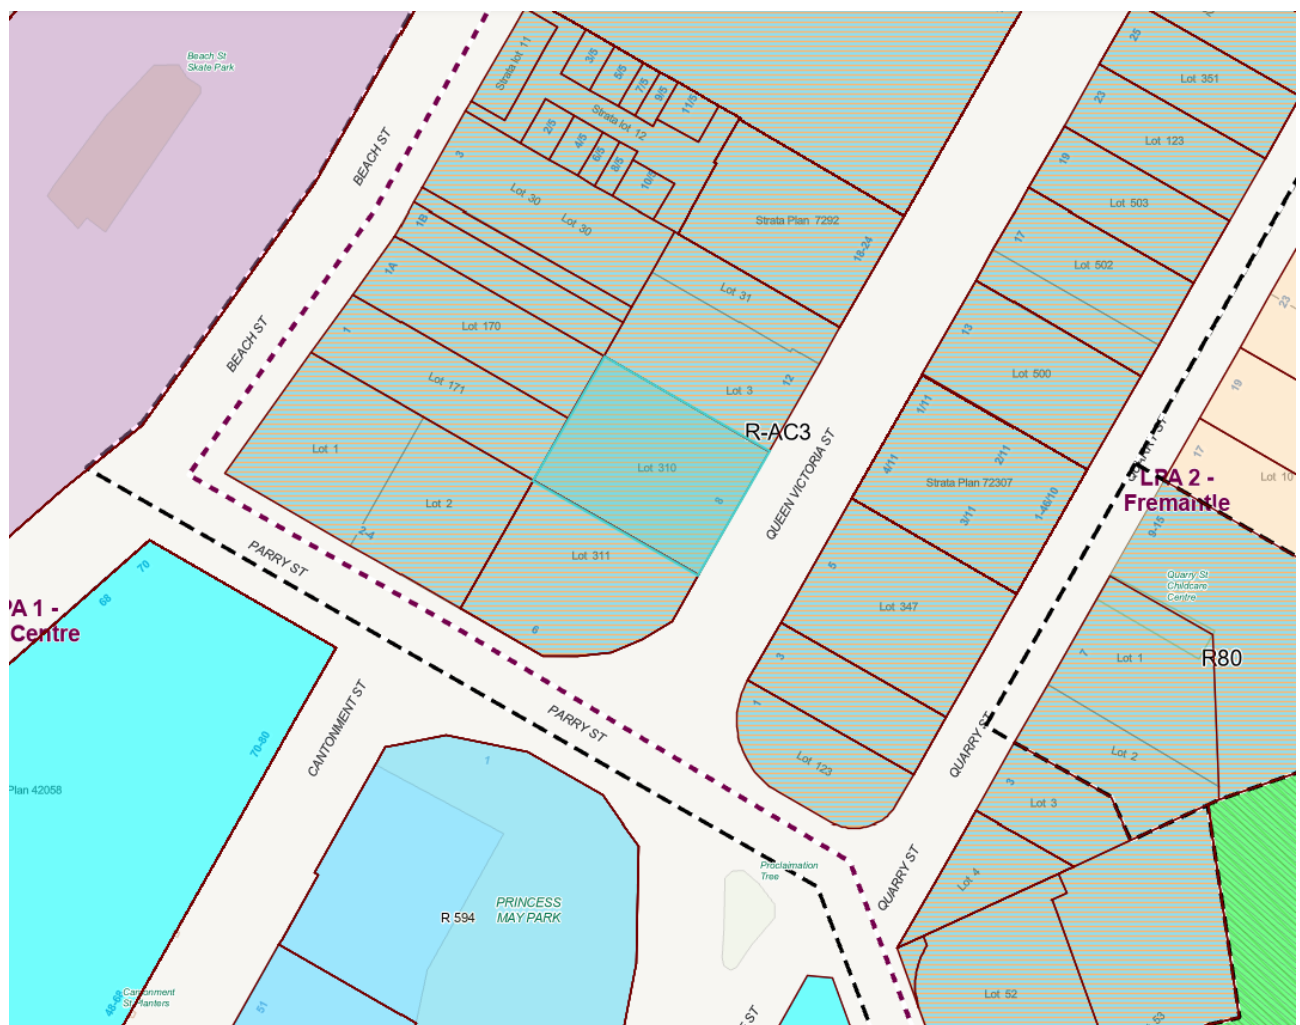 Beach St
Skate Park
BEACH ST
BEACH ST
Strata lot 11
3/5
5/5
7/5
9/5
11/5
Strata lot 12
2/5
4/5
6/5
8/5
10/5
3
Lot 30
Lot 30
1B
1A
1
Lot 170
Lot 171
Lot 1
Lot 2
2-4
Strata Plan 7292
18-24
Lot 31
Lot 3
12
R-AC3
Lot 310
8
Lot 311
6
QUEEN VICTORIA ST
25
Lot 351
23
Lot 123
19
Lot 503
17
Lot 502
13
Lot 500
1/11
2/11
4/11
Strata Plan 72307
3/11
1-46/10
5
Lot 347
3
1
Lot 123
23
19
17
Lot 10
LPA 2 -
Fremantle
9-15
Quarry St
Childcare
Centre
7
Lot 1
R80
Lot 2
QUARRY ST
3
Lot 3
Lot 4
QUARRY ST
Lot 52
53
PARRY ST
PARRY ST
PA 1 -
Centre
70
68
70-80
Plan 42058
CANTONMENT ST
1
R 594
PRINCESS
MAY PARK
Proclaimation
Tree
Cantonment
St Planters
51
ST